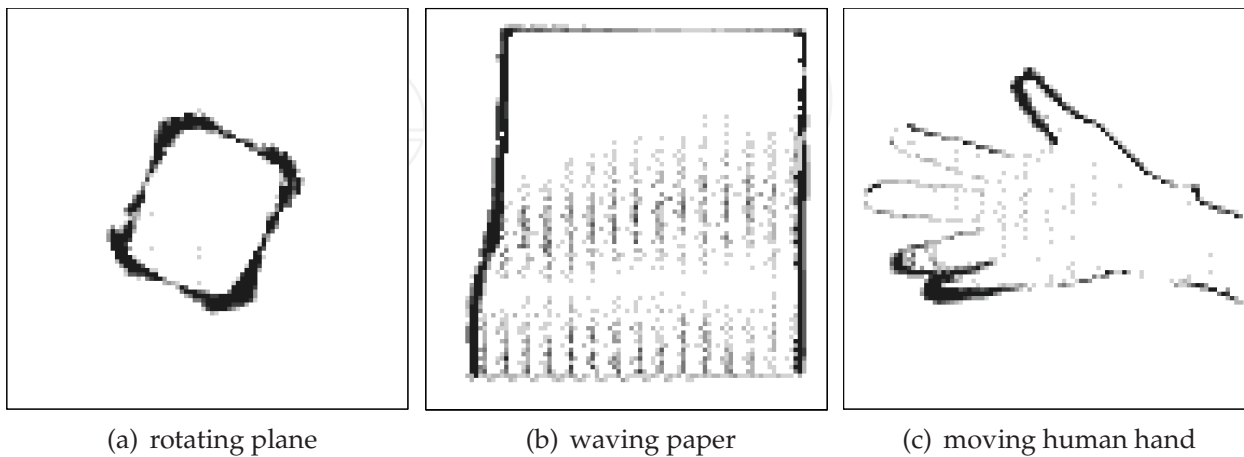 (a) rotating plane
(b) waving paper
(c) moving human hand